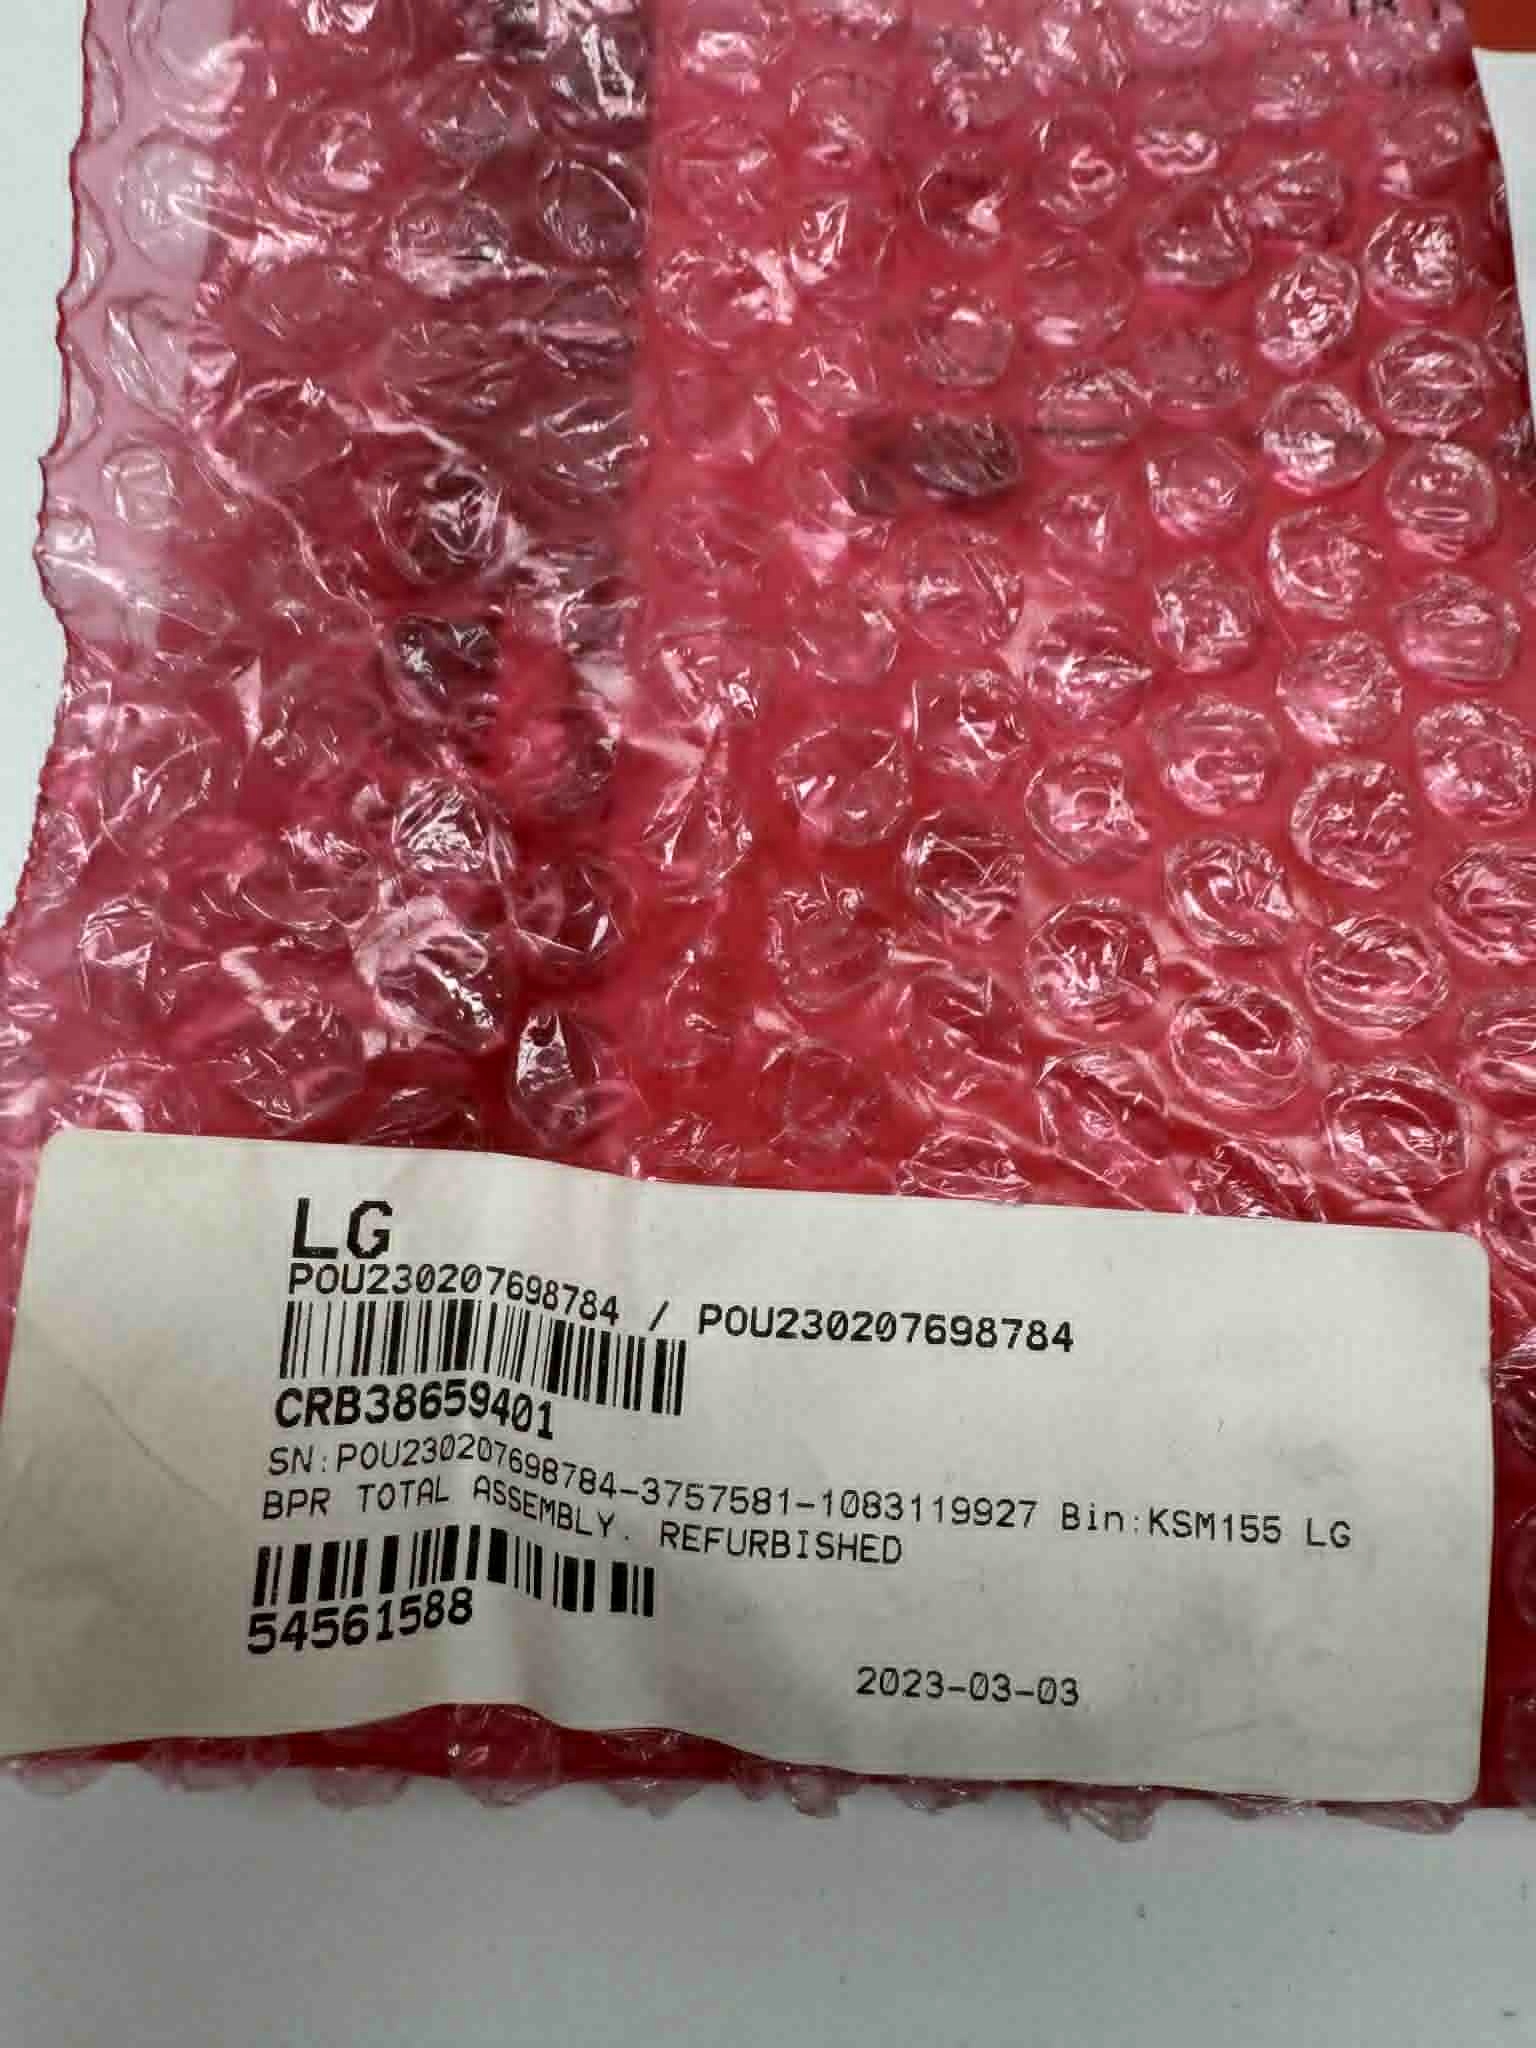 LG
POU230207698784 / POU230207698784
CRB38659401
SN:POU230207698784-3757581-1083119927 Bin:KSM155 LG
BPR TOTAL ASSEMBLY. REFURBISHED
54561588
2023-03-03